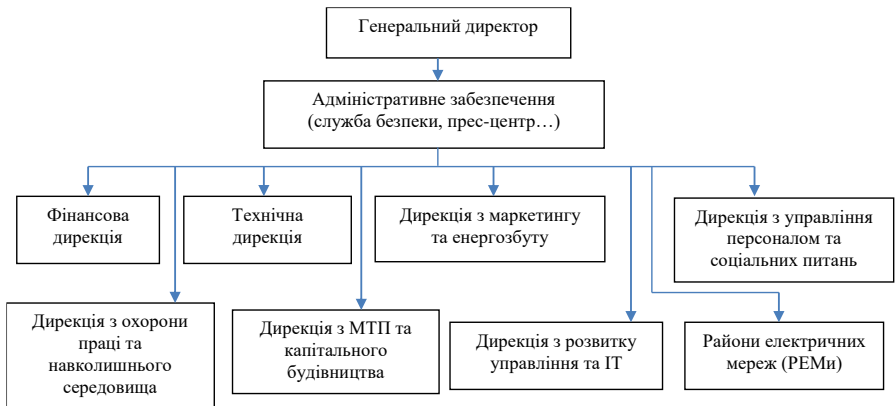 Генеральний директор
Адміністративне забезпечення
(служба безпеки, прес-центр…)
Фінансова
дирекція
Технічна
дирекція
Дирекція з маркетингу
та енергозбуту
Дирекція з управління
персоналом та
соціальних питань
Дирекція з охорони
праці та
навколишнього
середовища
Дирекція з МТП та
капітального
будівництва
Дирекція з розвитку
управління та ІТ
Райони електричних
мереж (РЕМи)